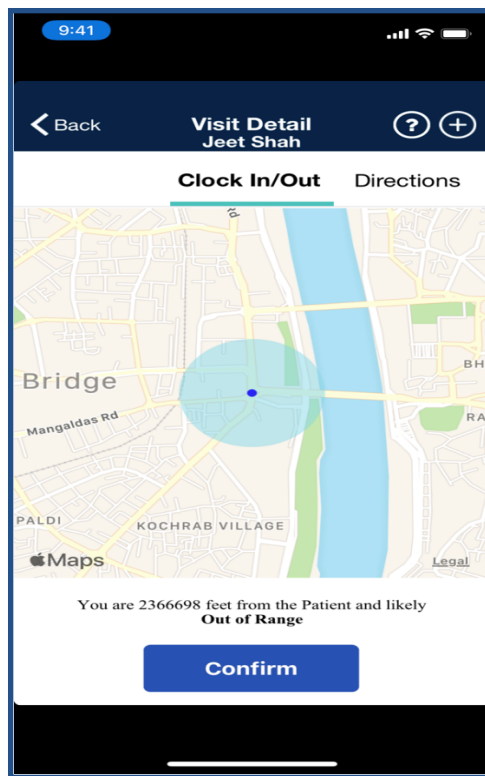 9:41
Back
Visit Detail
Jeet Shah
?
Clock In/Out
Directions
Rd
BH
Bridge
RA
Mangaldas Rd
PALDI
KOCHRAB VILLAGE
Maps
Legal
You are 2366698 feet from the Patient and likely
Out of Range
Confirm